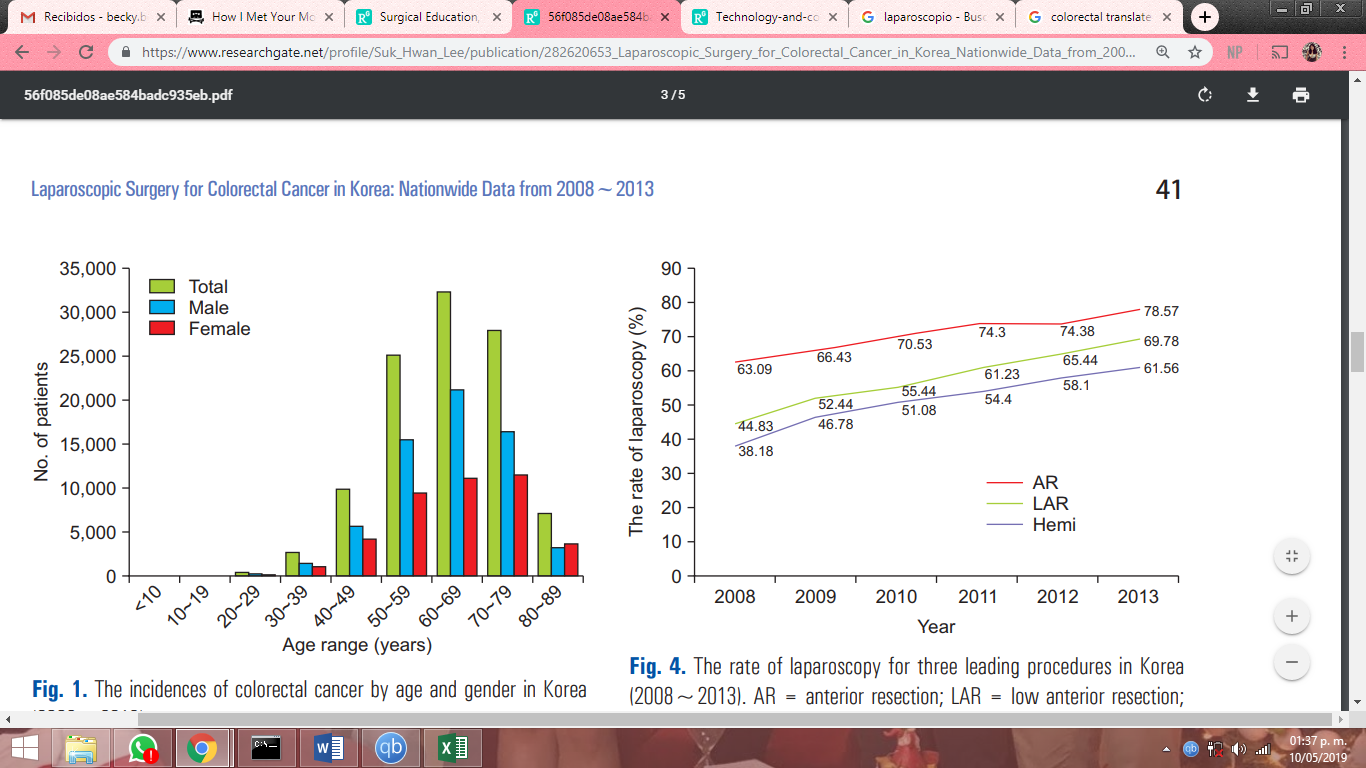 Recibidos - becky.b
How I Met Your Mo
Surgical Education,
56f085de08ae584b
Technology-and-co
laparoscopio - Bus
colorectal translate
https://www.researchgate.net/profile/Suk_Hwan_Lee/publication/282620653_Laparoscopic_Surgery_for_Colorectal_Cancer_in_Korea_Nationwide_Data_from_200...
NP
56f085de08ae584badc935eb.pdf
3 / 5
Laparoscopic Surgery for Colorectal Cancer in Korea: Nationwide Data from 2008 ~ 2013
41
35,000
30,000
25,000
20,000
15,000
10,000
5,000
0
No. of patients
Total
Male
Female
<10
10~19
20~29
30~39
40~49
50~59
60~69
70~79
80~89
Age range (years)
Fig. 1. The incidences of colorectal cancer by age and gender in Korea
90
80
70
60
50
40
30
20
10
0
The rate of laparoscopy (%)
63.09
66.43
70.53
74.3
74.38
78.57
44.83
52.44
55.44
61.23
65.44
69.78
38.18
46.78
51.08
54.4
58.1
61.56
AR
LAR
Hemi
2008
2009
2010
2011
2012
2013
Year
Fig. 4. The rate of laparoscopy for three leading procedures in Korea
(2008 ~ 2013). AR = anterior resection; LAR = low anterior resection;
01:37 p. m.
10/05/2019